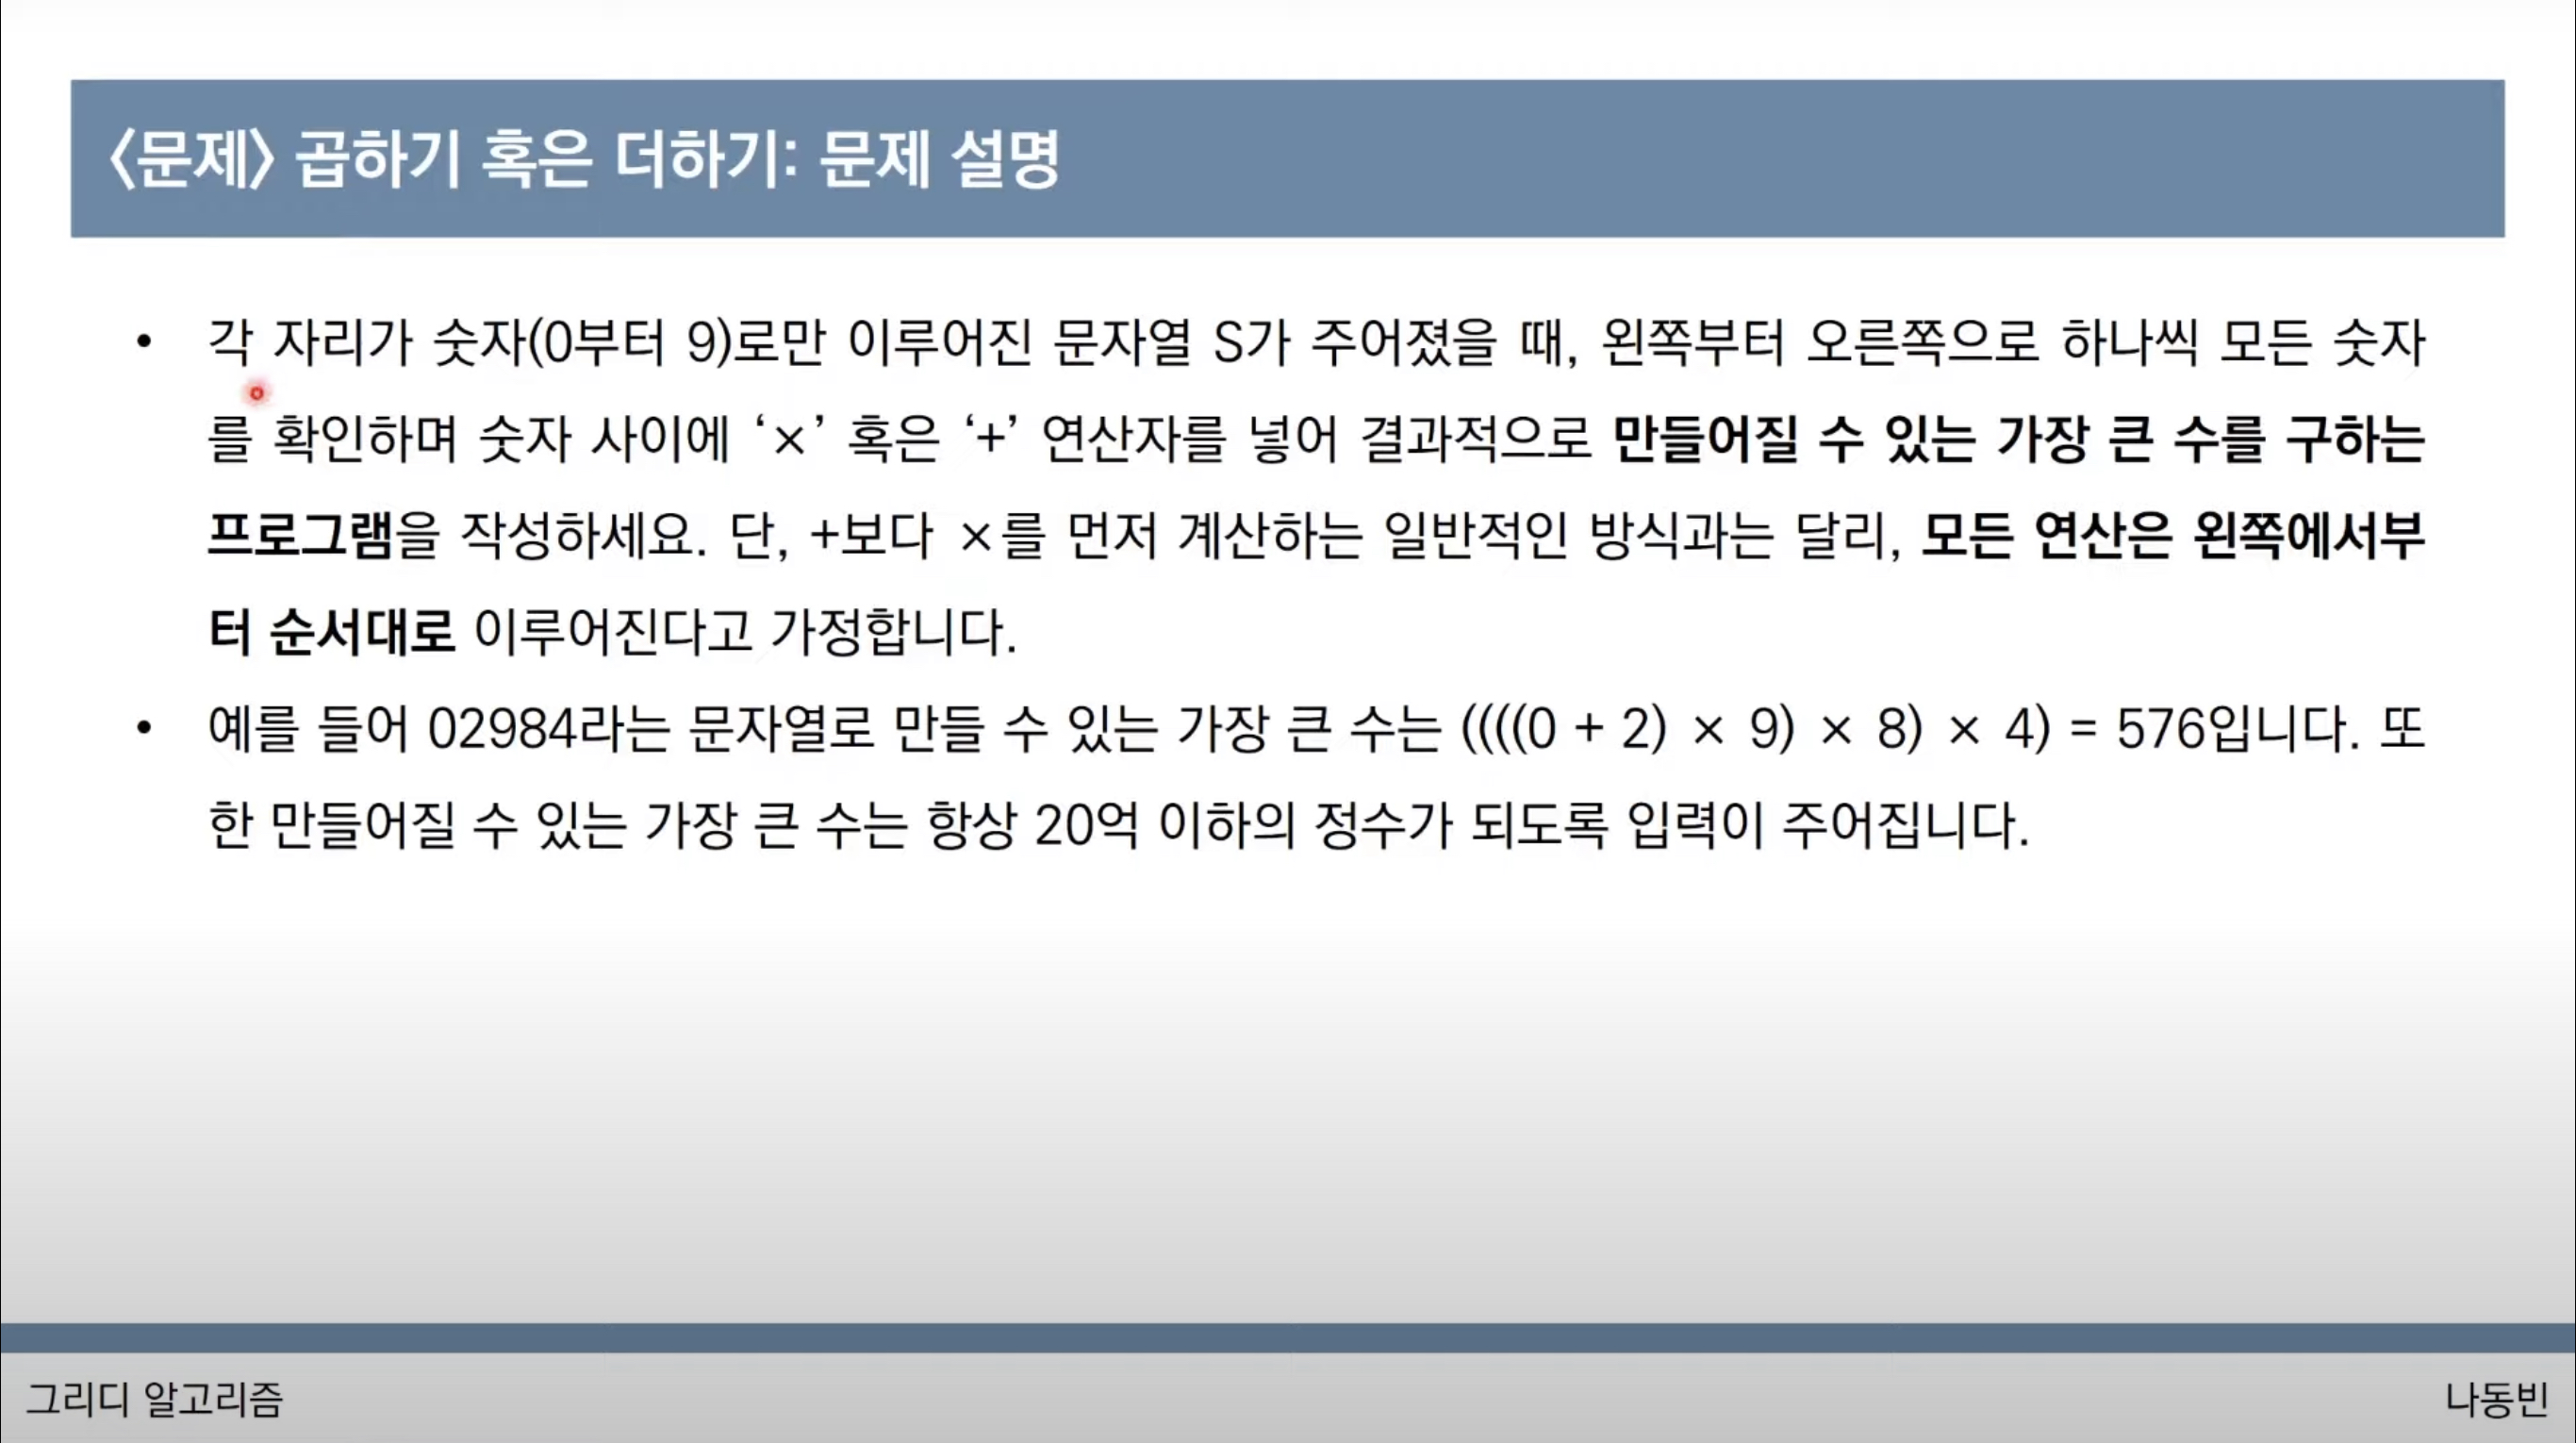 〈문제〉 곱하기 혹은 더하기: 문제 설명
• 각 자리가 숫자(0부터 9)로만 이루어진 문자열 S가 주어졌을 때, 왼쪽부터 오른쪽으로 하나씩 모든 숫자
를 확인하며 숫자 사이에 ‘×’ 혹은 ‘+’ 연산자를 넣어 결과적으로 만들어질 수 있는 가장 큰 수를 구하는
프로그램을 작성하세요. 단, +보다 ×를 먼저 계산하는 일반적인 방식과는 달리, 모든 연산은 왼쪽에서부
터 순서대로 이루어진다고 가정합니다.
• 예를 들어 02984라는 문자열로 만들 수 있는 가장 큰 수는 ((((0 + 2) × 9) × 8) × 4) = 576입니다. 또
한 만들어질 수 있는 가장 큰 수는 항상 20억 이하의 정수가 되도록 입력이 주어집니다.
그리디 알고리즘
나동빈